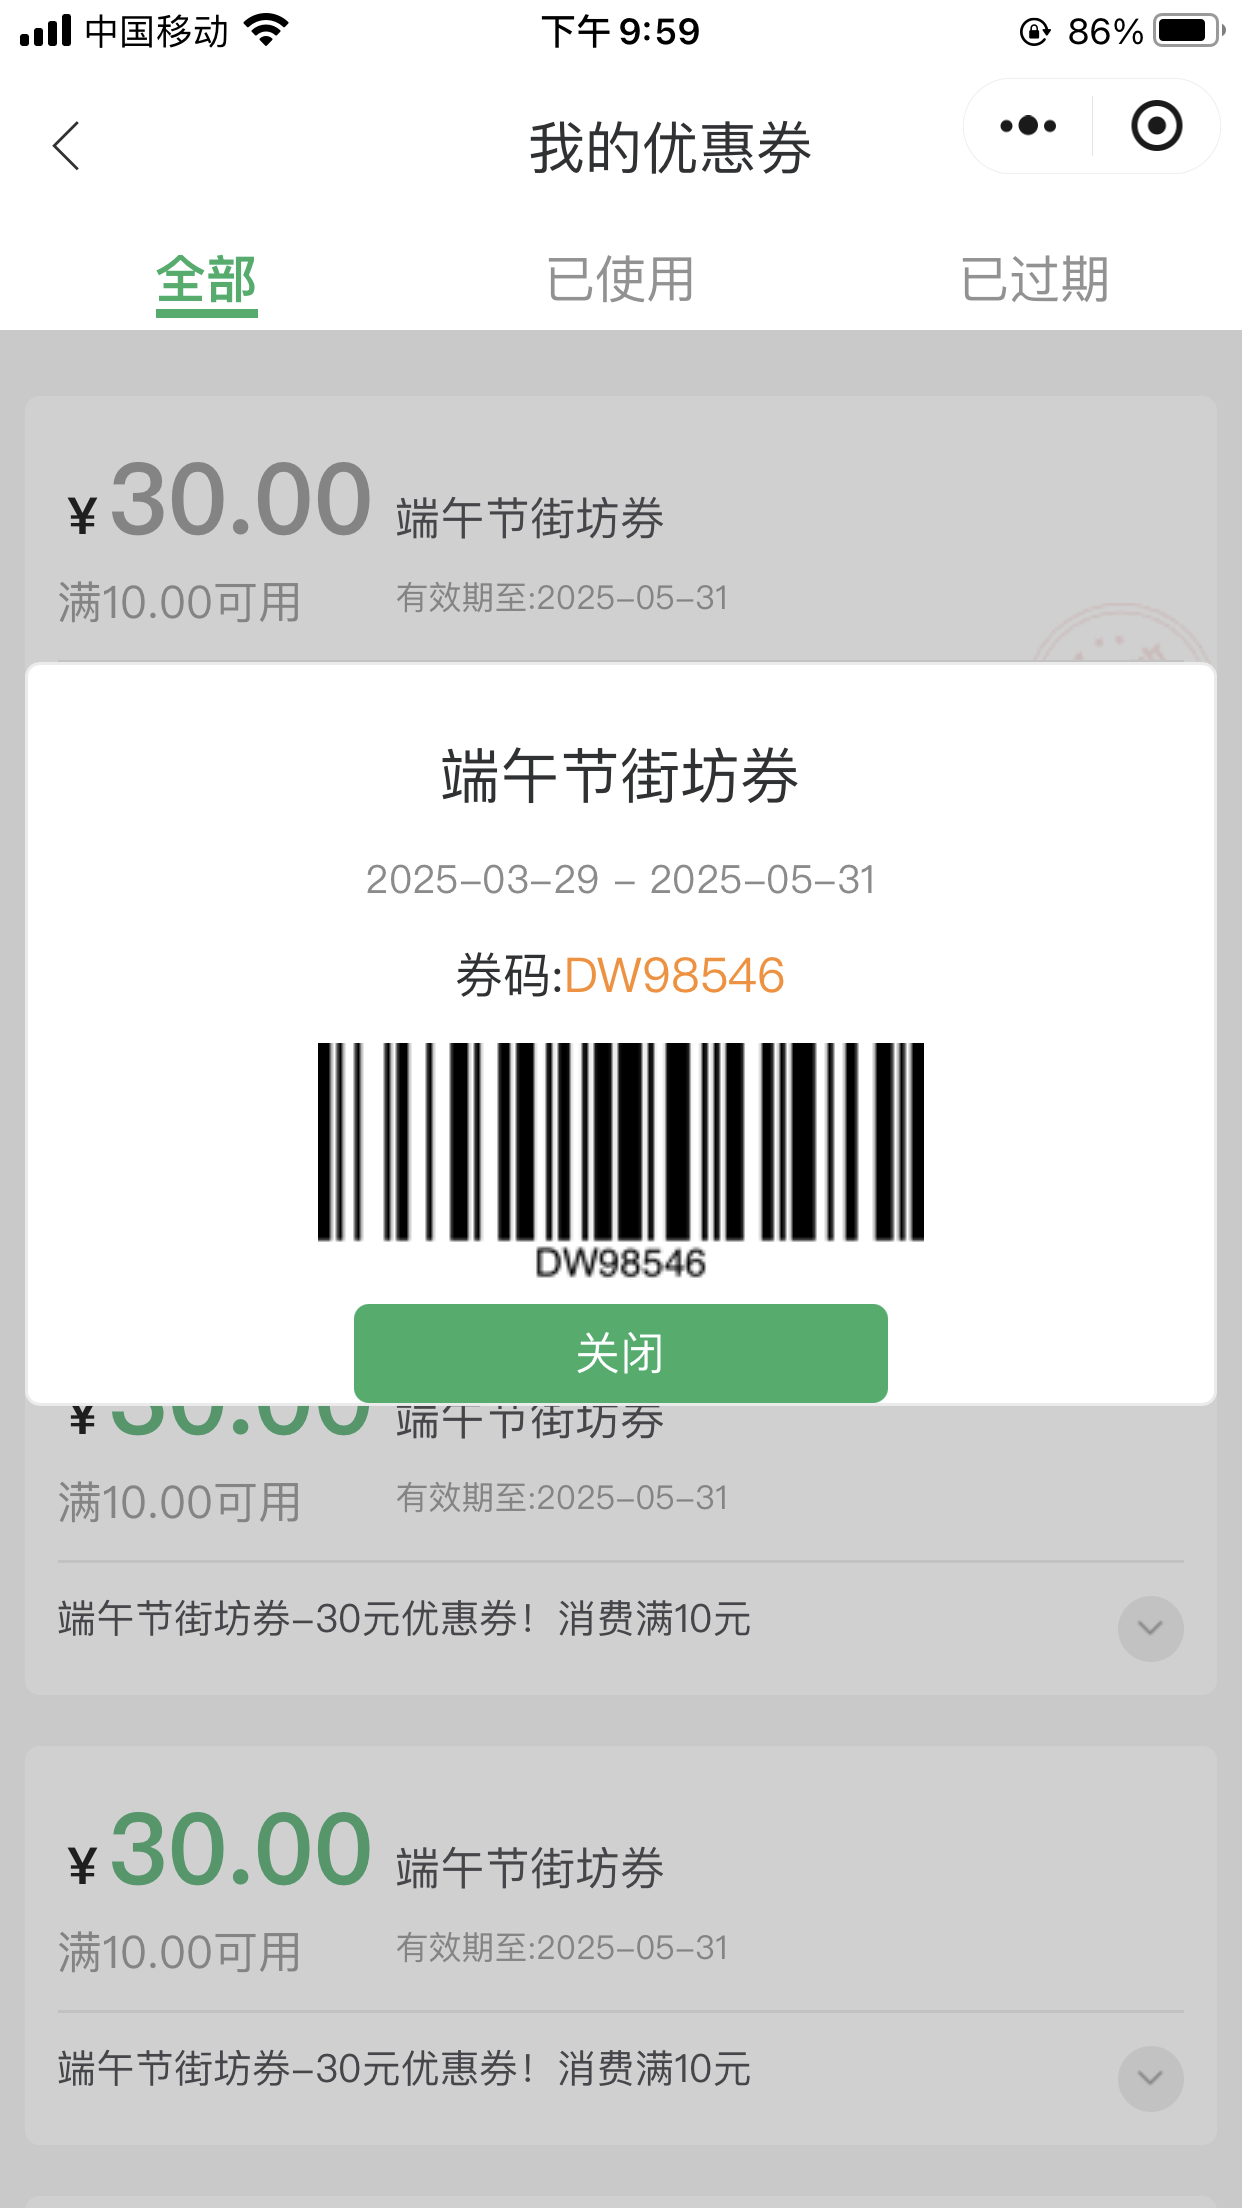 中国移动 下午 9:59 86%
我的优惠券
全部 已使用 已过期
¥30.00 端午节街坊券
满10.00可用 有效期至:2025-05-31
端午节街坊券
2025-03-29 - 2025-05-31
券码:DW98546
DW98546
关闭
¥30.00 端午节街坊券
满10.00可用 有效期至:2025-05-31
端午节街坊券-30元优惠券！消费满10元
¥30.00 端午节街坊券
满10.00可用 有效期至:2025-05-31
端午节街坊券-30元优惠券！消费满10元